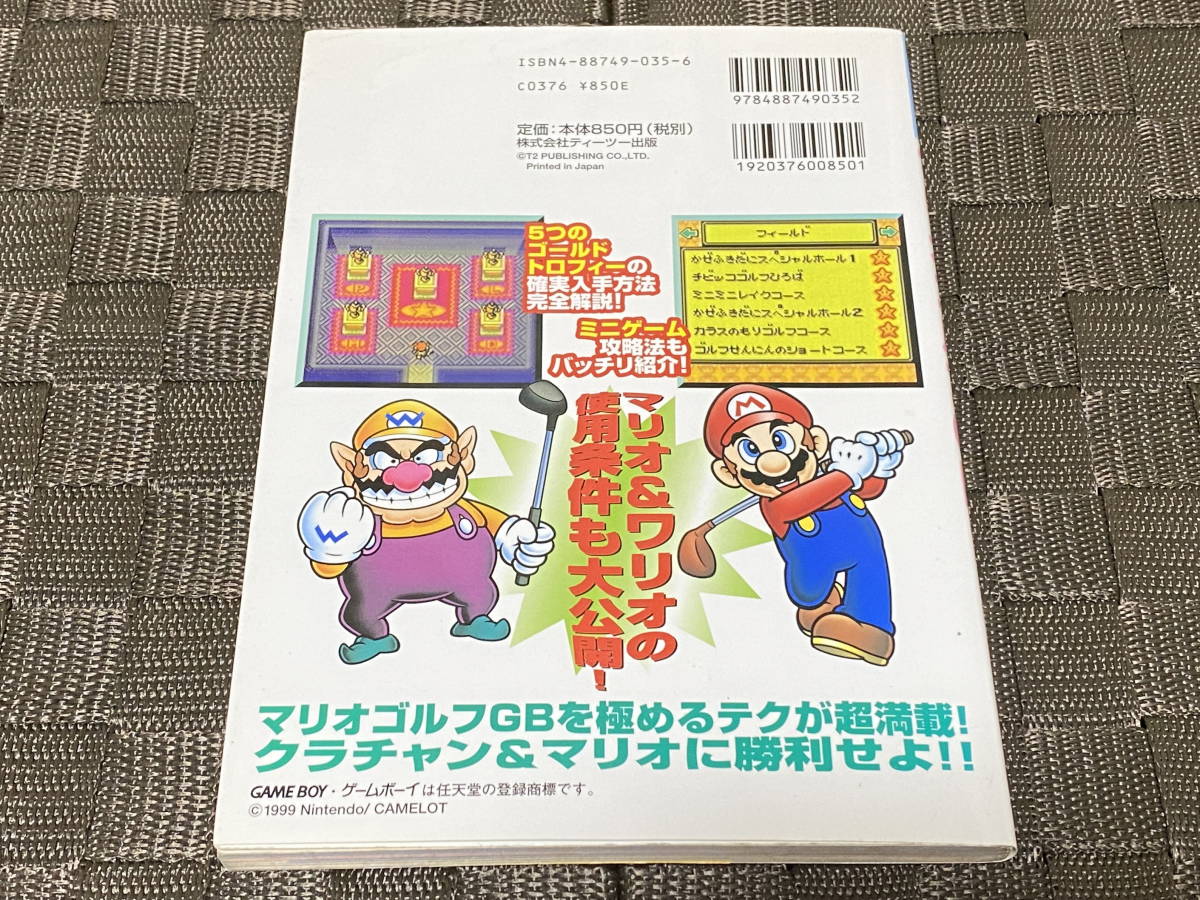 ISBN4-88749-035-6
C0376 ¥850E
9784887490352
定価：本体850円（税別）
株式会社ティーツー出版
©T2 PUBLISHING CO.,LTD.
Printed in Japan
1920376008501
5つの
ゴールド
トロフィーの
確実入手方法
完全解説！
ミニゲーム
攻略法も
バッチリ紹介！
フィールド
かぜふきだにスペシャルホール1
チビッコゴルフひろば
ミニミニレイクコース
かぜふきだにスペシャルホール2
カラスのもりゴルフコース
ゴルフせんにんのショートコース
マリオ&ワリオの
使用条件も大公開！
W
W
M
マリオゴルフGBを極めるテクが超満載！
クラチャン&マリオに勝利せよ！！
GAME BOY・ゲームボーイは任天堂の登録商標です。
©1999 Nintendo/ CAMELOT